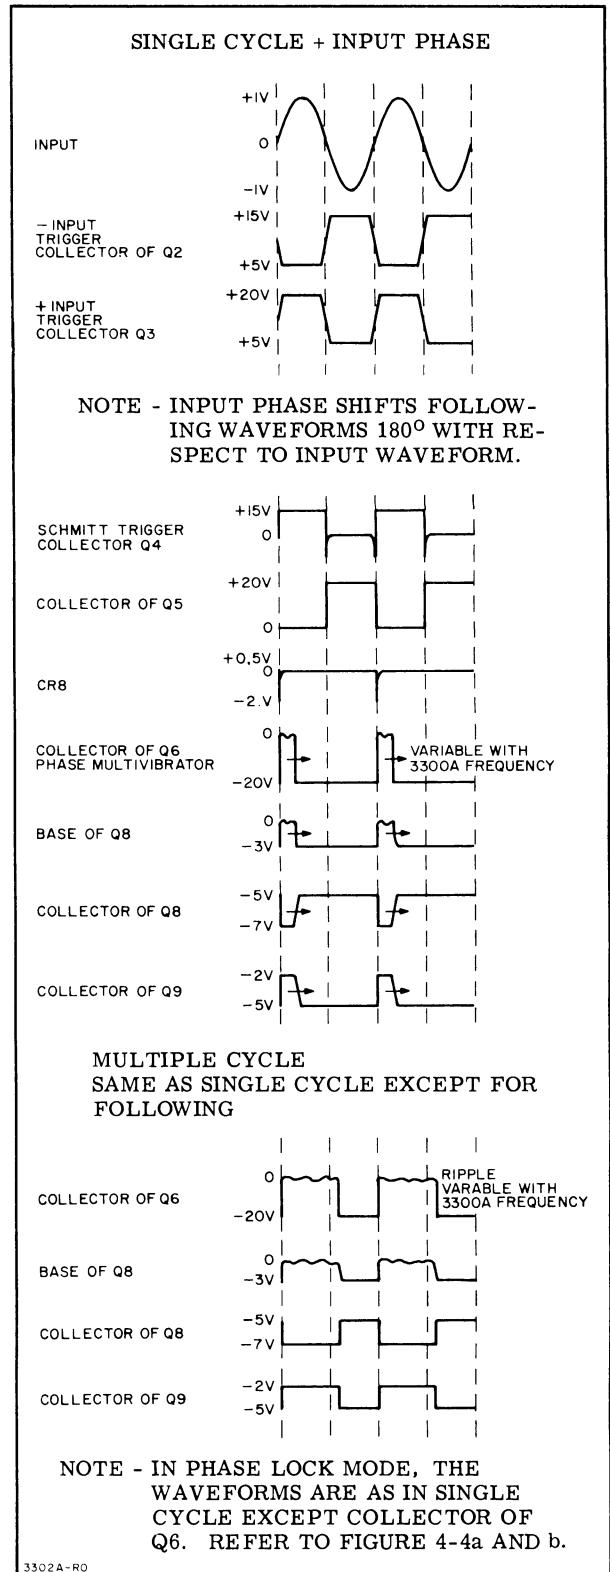 SINGLE CYCLE + INPUT PHASE
+1V
INPUT
0
-1V
+15V
- INPUT
TRIGGER
COLLECTOR OF Q2
+5V
+20V
+ INPUT
TRIGGER
COLLECTOR Q3
+5V
NOTE - INPUT PHASE SHIFTS FOLLOW-
ING WAVEFORMS 180° WITH RE-
SPECT TO INPUT WAVEFORM.
+15V
SCHMITT TRIGGER
COLLECTOR Q4
0
+20V
COLLECTOR OF Q5
0
+0.5V
0
CR8
-2.V
0
COLLECTOR OF Q6
PHASE MULTIVIBRATOR
VARIABLE WITH
3300A FREQUENCY
-20V
0
BASE OF Q8
-3V
-5V
COLLECTOR OF Q8
-7V
-2V
COLLECTOR OF Q9
-5V
MULTIPLE CYCLE
SAME AS SINGLE CYCLE EXCEPT FOR
FOLLOWING
0
RIPPLE
VARABLE WITH
3300A FREQUENCY
COLLECTOR OF Q6
-20V
0
BASE OF Q8
-3V
-5V
COLLECTOR OF Q8
-7V
-2V
COLLECTOR OF Q9
-5V
NOTE - IN PHASE LOCK MODE, THE
WAVEFORMS ARE AS IN SINGLE
CYCLE EXCEPT COLLECTOR OF
Q6. REFER TO FIGURE 4-4a AND b.
3302A-RO